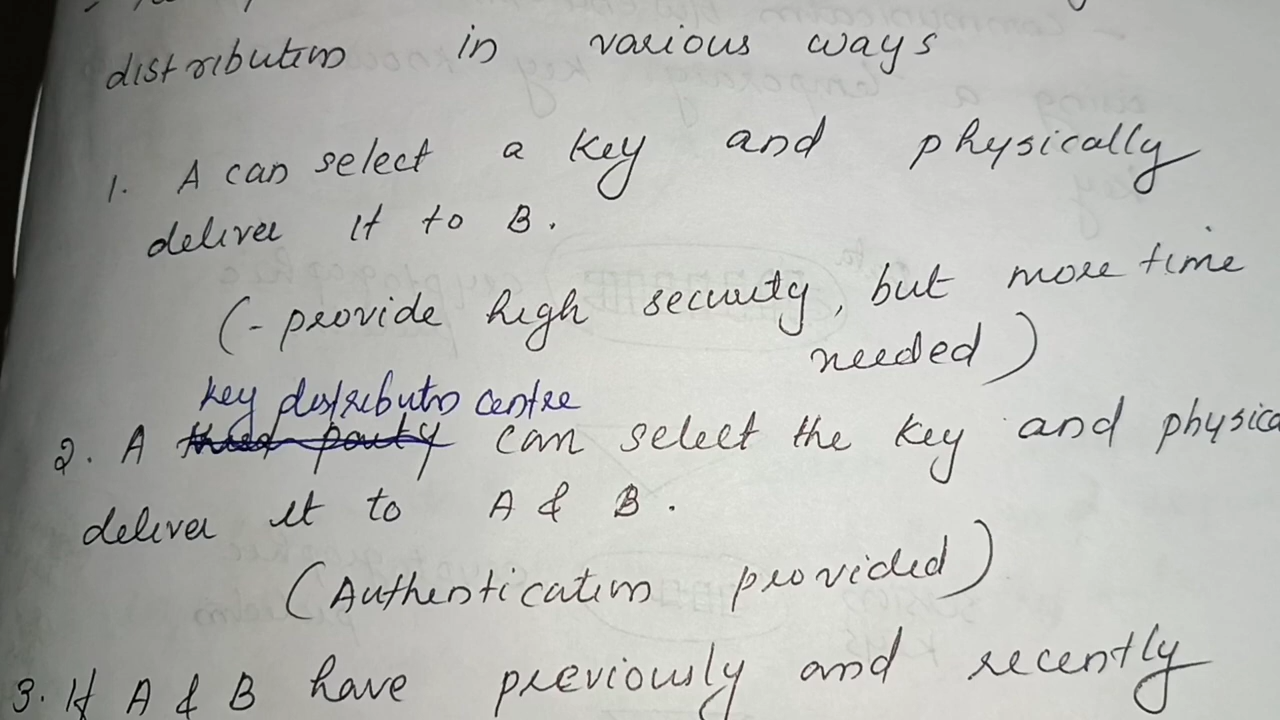 distribution in various ways
1. A can select a key and physically
deliver it to B.
(- provide high security, but more time
needed)
key distributn centre
2. A third party can select the key and physica
deliver it to A & B.
(Authentication provided)
3. If A & B have previously and recently